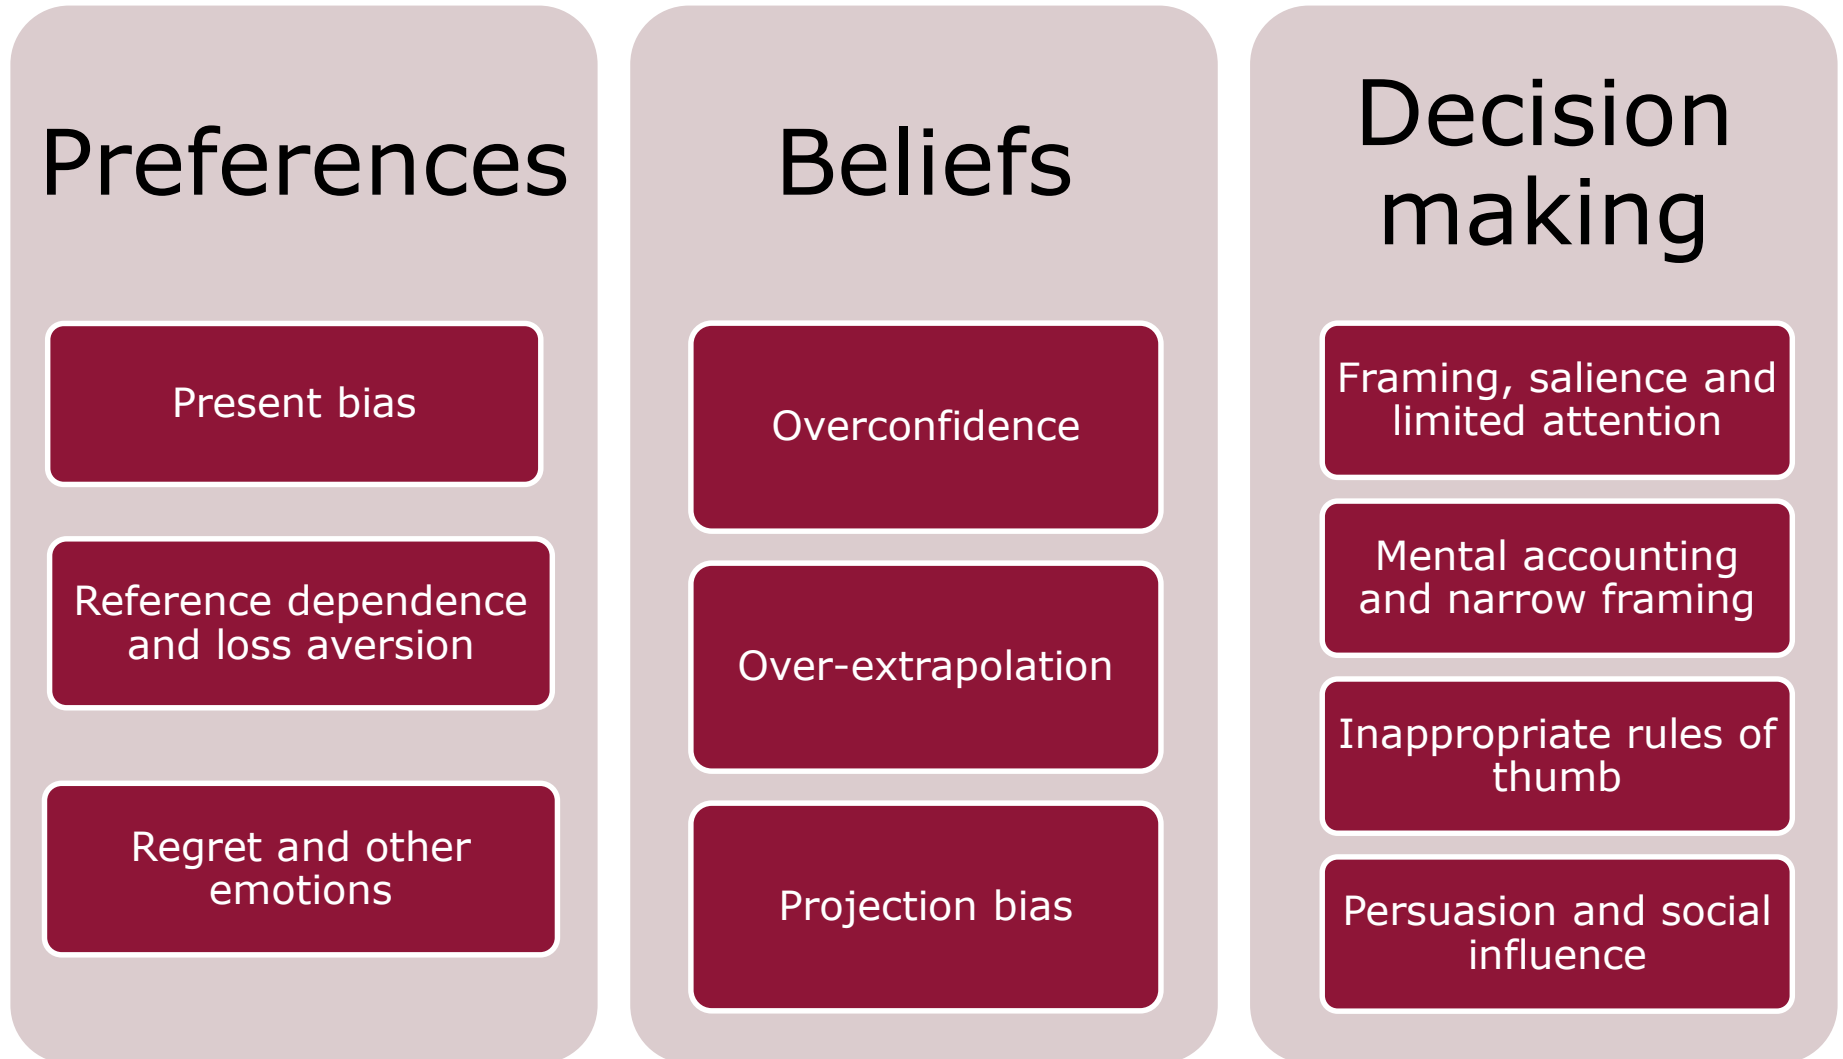 Preferences
Present bias
Reference dependence
and loss aversion
Regret and other
emotions
Beliefs
Overconfidence
Over-extrapolation
Projection bias
Decision
making
Framing, salience and
limited attention
Mental accounting
and narrow framing
Inappropriate rules of
thumb
Persuasion and social
influence